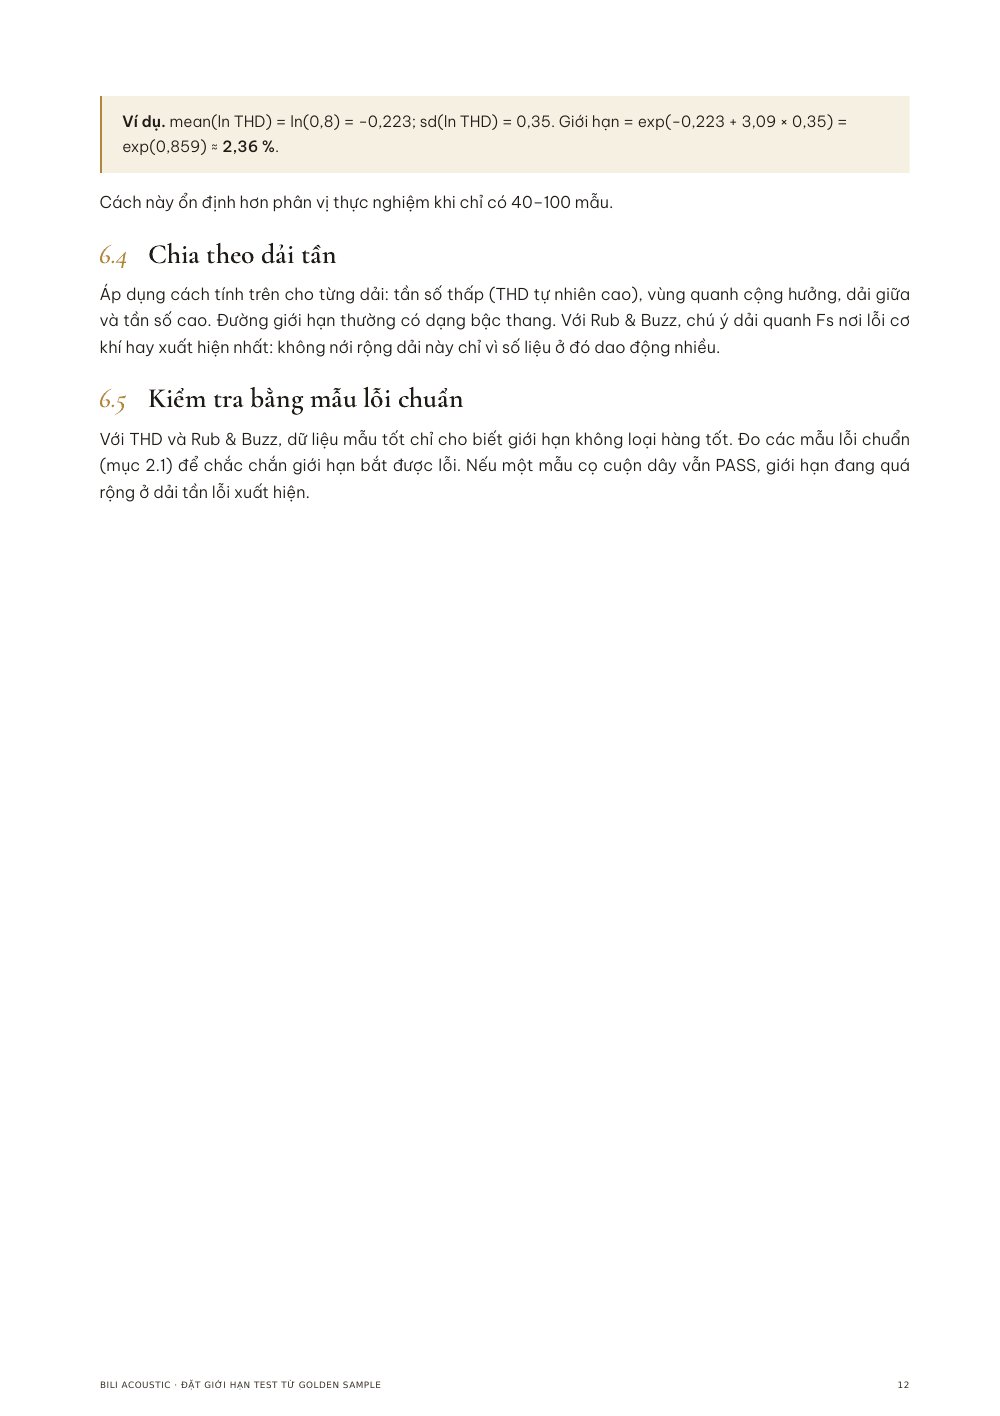 Ví dụ. mean(ln THD) = ln(0,8) = −0,223; sd(ln THD) = 0,35. Giới hạn = exp(−0,223 + 3,09 × 0,35) =
exp(0,859) ≈ 2,36 %.
Cách này ổn định hơn phân vị thực nghiệm khi chỉ có 40–100 mẫu.
6.4 Chia theo dải tần
Áp dụng cách tính trên cho từng dải: tần số thấp (THD tự nhiên cao), vùng quanh cộng hưởng, dải giữa
và tần số cao. Đường giới hạn thường có dạng bậc thang. Với Rub & Buzz, chú ý dải quanh Fs nơi lỗi cơ
khí hay xuất hiện nhất: không nới rộng dải này chỉ vì số liệu ở đó dao động nhiều.
6.5 Kiểm tra bằng mẫu lỗi chuẩn
Với THD và Rub & Buzz, dữ liệu mẫu tốt chỉ cho biết giới hạn không loại hàng tốt. Đo các mẫu lỗi chuẩn
(mục 2.1) để chắc chắn giới hạn bắt được lỗi. Nếu một mẫu cọ cuộn dây vẫn PASS, giới hạn đang quá
rộng ở dải tần lỗi xuất hiện.
BILI ACOUSTIC · ĐẶT GIỚI HẠN TEST TỪ GOLDEN SAMPLE 12